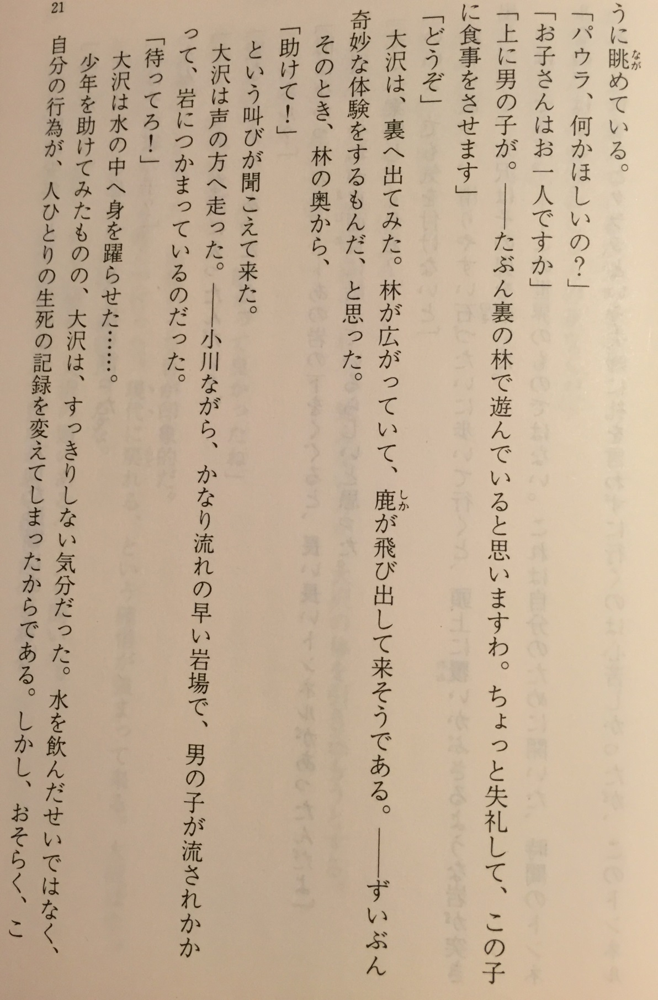 うに眺めている。
「パウラ、何かほしいの？」
「お子さんはお一人ですか」
「上に男の子が。――たぶん裏の林で遊んでいると思いますわ。ちょっと失礼して、この子
に食事をさせます」
「どうぞ」
大沢は、裏へ出てみた。林が広がっていて、鹿が飛び出して来そうである。――ずいぶん
奇妙な体験をするもんだ、と思った。
そのとき、林の奥から、
「助けて！」
という叫びが聞こえて来た。
大沢は声の方へ走った。――小川ながら、かなり流れの早い岩場で、男の子が流されかか
って、岩につかまっているのだった。
「待ってろ！」
大沢は水の中へ身を躍らせた……。
少年を助けてみたものの、大沢は、すっきりしない気分だった。水を飲んだせいではなく、
自分の行為が、人ひとりの生死の記録を変えてしまったからである。しかし、おそらく、こ
21